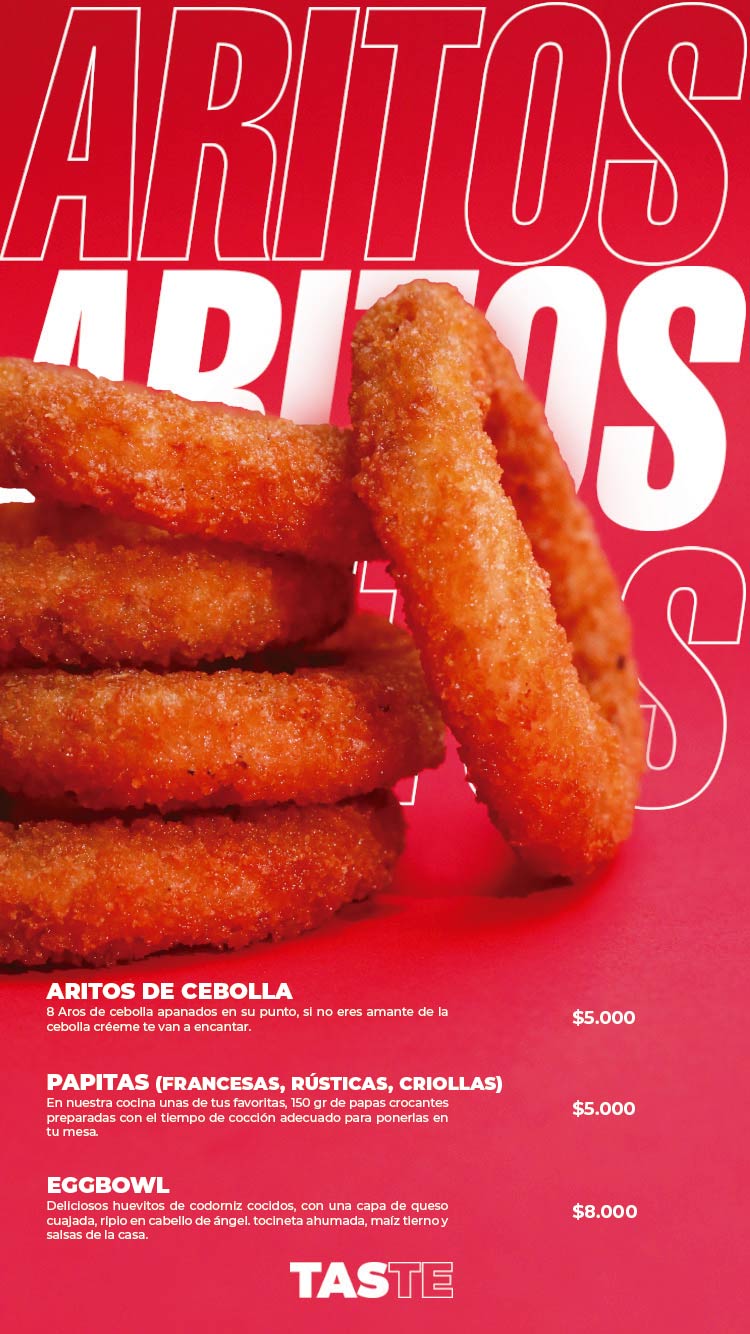 ARITOS
ARITOS
ARITOS
ARITOS DE CEBOLLA
8 Aros de cebolla apanados en su punto, si no eres amante de la
cebolla créeme te van a encantar.
$5.000
PAPITAS (FRANCESAS, RÚSTICAS, CRIOLLAS)
En nuestra cocina unas de tus favoritas, 150 gr de papas crocantes
preparadas con el tiempo de cocción adecuado para ponerlas en
tu mesa.
$5.000
EGGBOWL
Deliciosos huevitos de codorniz cocidos, con una capa de queso
cuajada, ripio en cabello de ángel. tocineta ahumada, maíz tierno y
salsas de la casa.
$8.000
TASTE